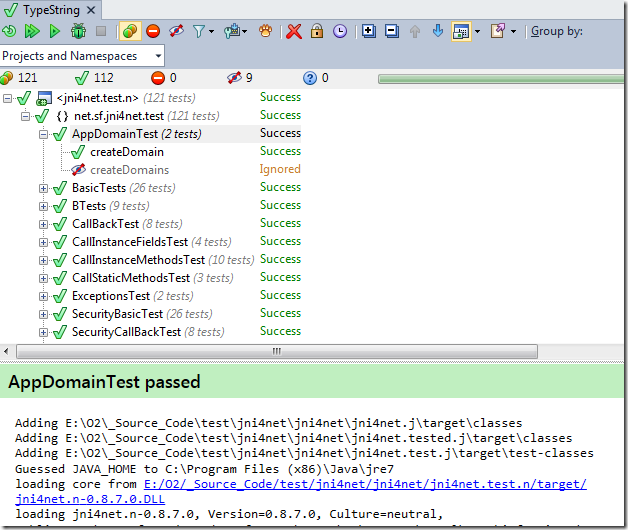 TypeString
Group by:
Projects and Namespaces
121 112 0 9 0
<jni4net.test.n> (121 tests) Success
{} net.sf.jni4net.test (121 tests) Success
AppDomainTest (2 tests) Success
createDomain Success
createDomains Ignored
BasicTests (26 tests) Success
BTests (9 tests) Success
CallBackTest (8 tests) Success
CallInstanceFieldsTest (4 tests) Success
CallInstanceMethodsTest (10 tests) Success
CallStaticMethodsTest (3 tests) Success
ExceptionsTest (2 tests) Success
SecurityBasicTest (26 tests) Success
SecurityCallBackTest (8 tests) Success
AppDomainTest passed
Adding E:\O2\_Source_Code\test\jni4net\jni4net\jni4net.j\target\classes
Adding E:\O2\_Source_Code\test\jni4net\jni4net.tested.j\target\classes
Adding E:\O2\_Source_Code\test\jni4net\jni4net.test.j\target\test-classes
Guessed JAVA_HOME to C:\Program Files (x86)\Java\jre7
loading core from E:/O2/_Source_Code/test/jni4net/jni4net/jni4net.test.n/target/
jni4net.n-0.8.7.0.DLL
loading jni4net.n-0.8.7.0, Version=0.8.7.0, Culture=neutral,